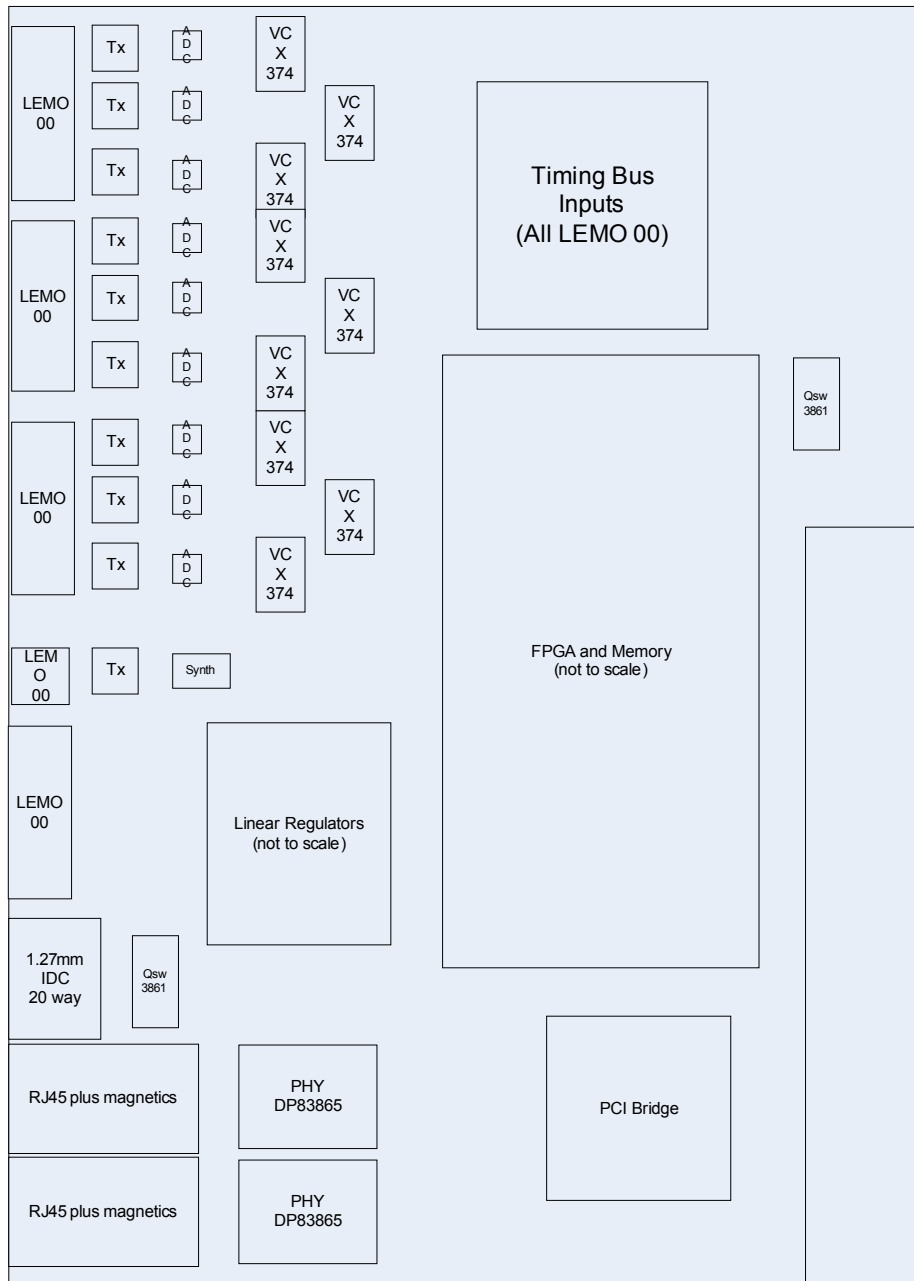 LEMO
00
Tx
A
D
C
VC
X
374
Tx
A
D
C
VC
X
374
Tx
A
D
C
VC
X
374
Timing Bus
Inputs
(All LEMO 00)
LEMO
00
Tx
A
D
C
VC
X
374
Tx
A
D
C
VC
X
374
Tx
A
D
C
VC
X
374
Qsw
3861
LEMO
00
Tx
A
D
C
VC
X
374
Tx
A
D
C
VC
X
374
Tx
A
D
C
VC
X
374
LEM
O
00
Tx
Synth
FPGA and Memory
(not to scale)
LEMO
00
Linear Regulators
(not to scale)
1.27mm
IDC
20 way
Qsw
3861
RJ45 plus magnetics
PHY
DP83865
PCI Bridge
RJ45 plus magnetics
PHY
DP83865